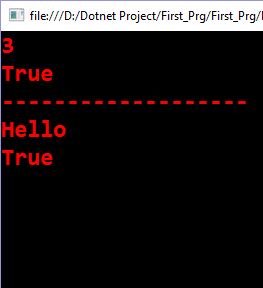 file:///D:/Dotnet Project/First_Prg/First_Prg/
3
True
-------------------
Hello
True